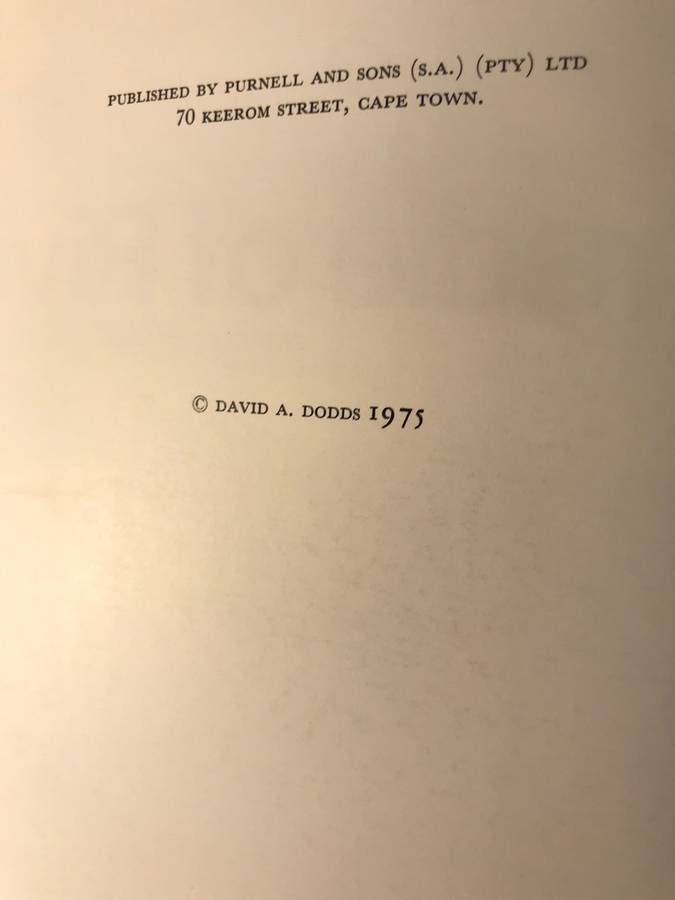 PUBLISHED BY PURNELL AND SONS (S.A.) (PTY) LTD
70 KEEROM STREET, CAPE TOWN.
© DAVID A. DODDS 1975